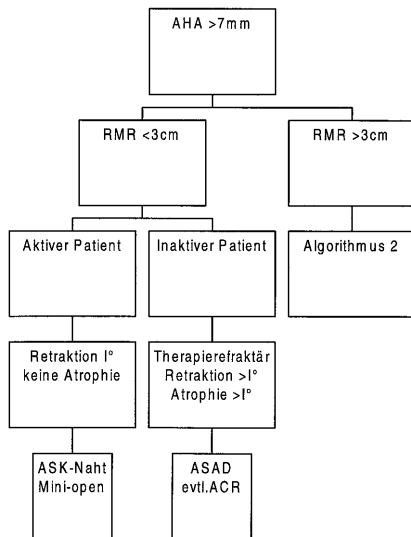 AHA >7mm
RMR <3cm
RMR >3cm
Aktiver Patient
Inaktiver Patient
Algorithmus 2
Retraktion I°
keine Atrophie
Therapierefraktär
Retraktion >I°
Atrophie >I°
ASK-Naht
Mini-open
ASAD
evtl.ACR